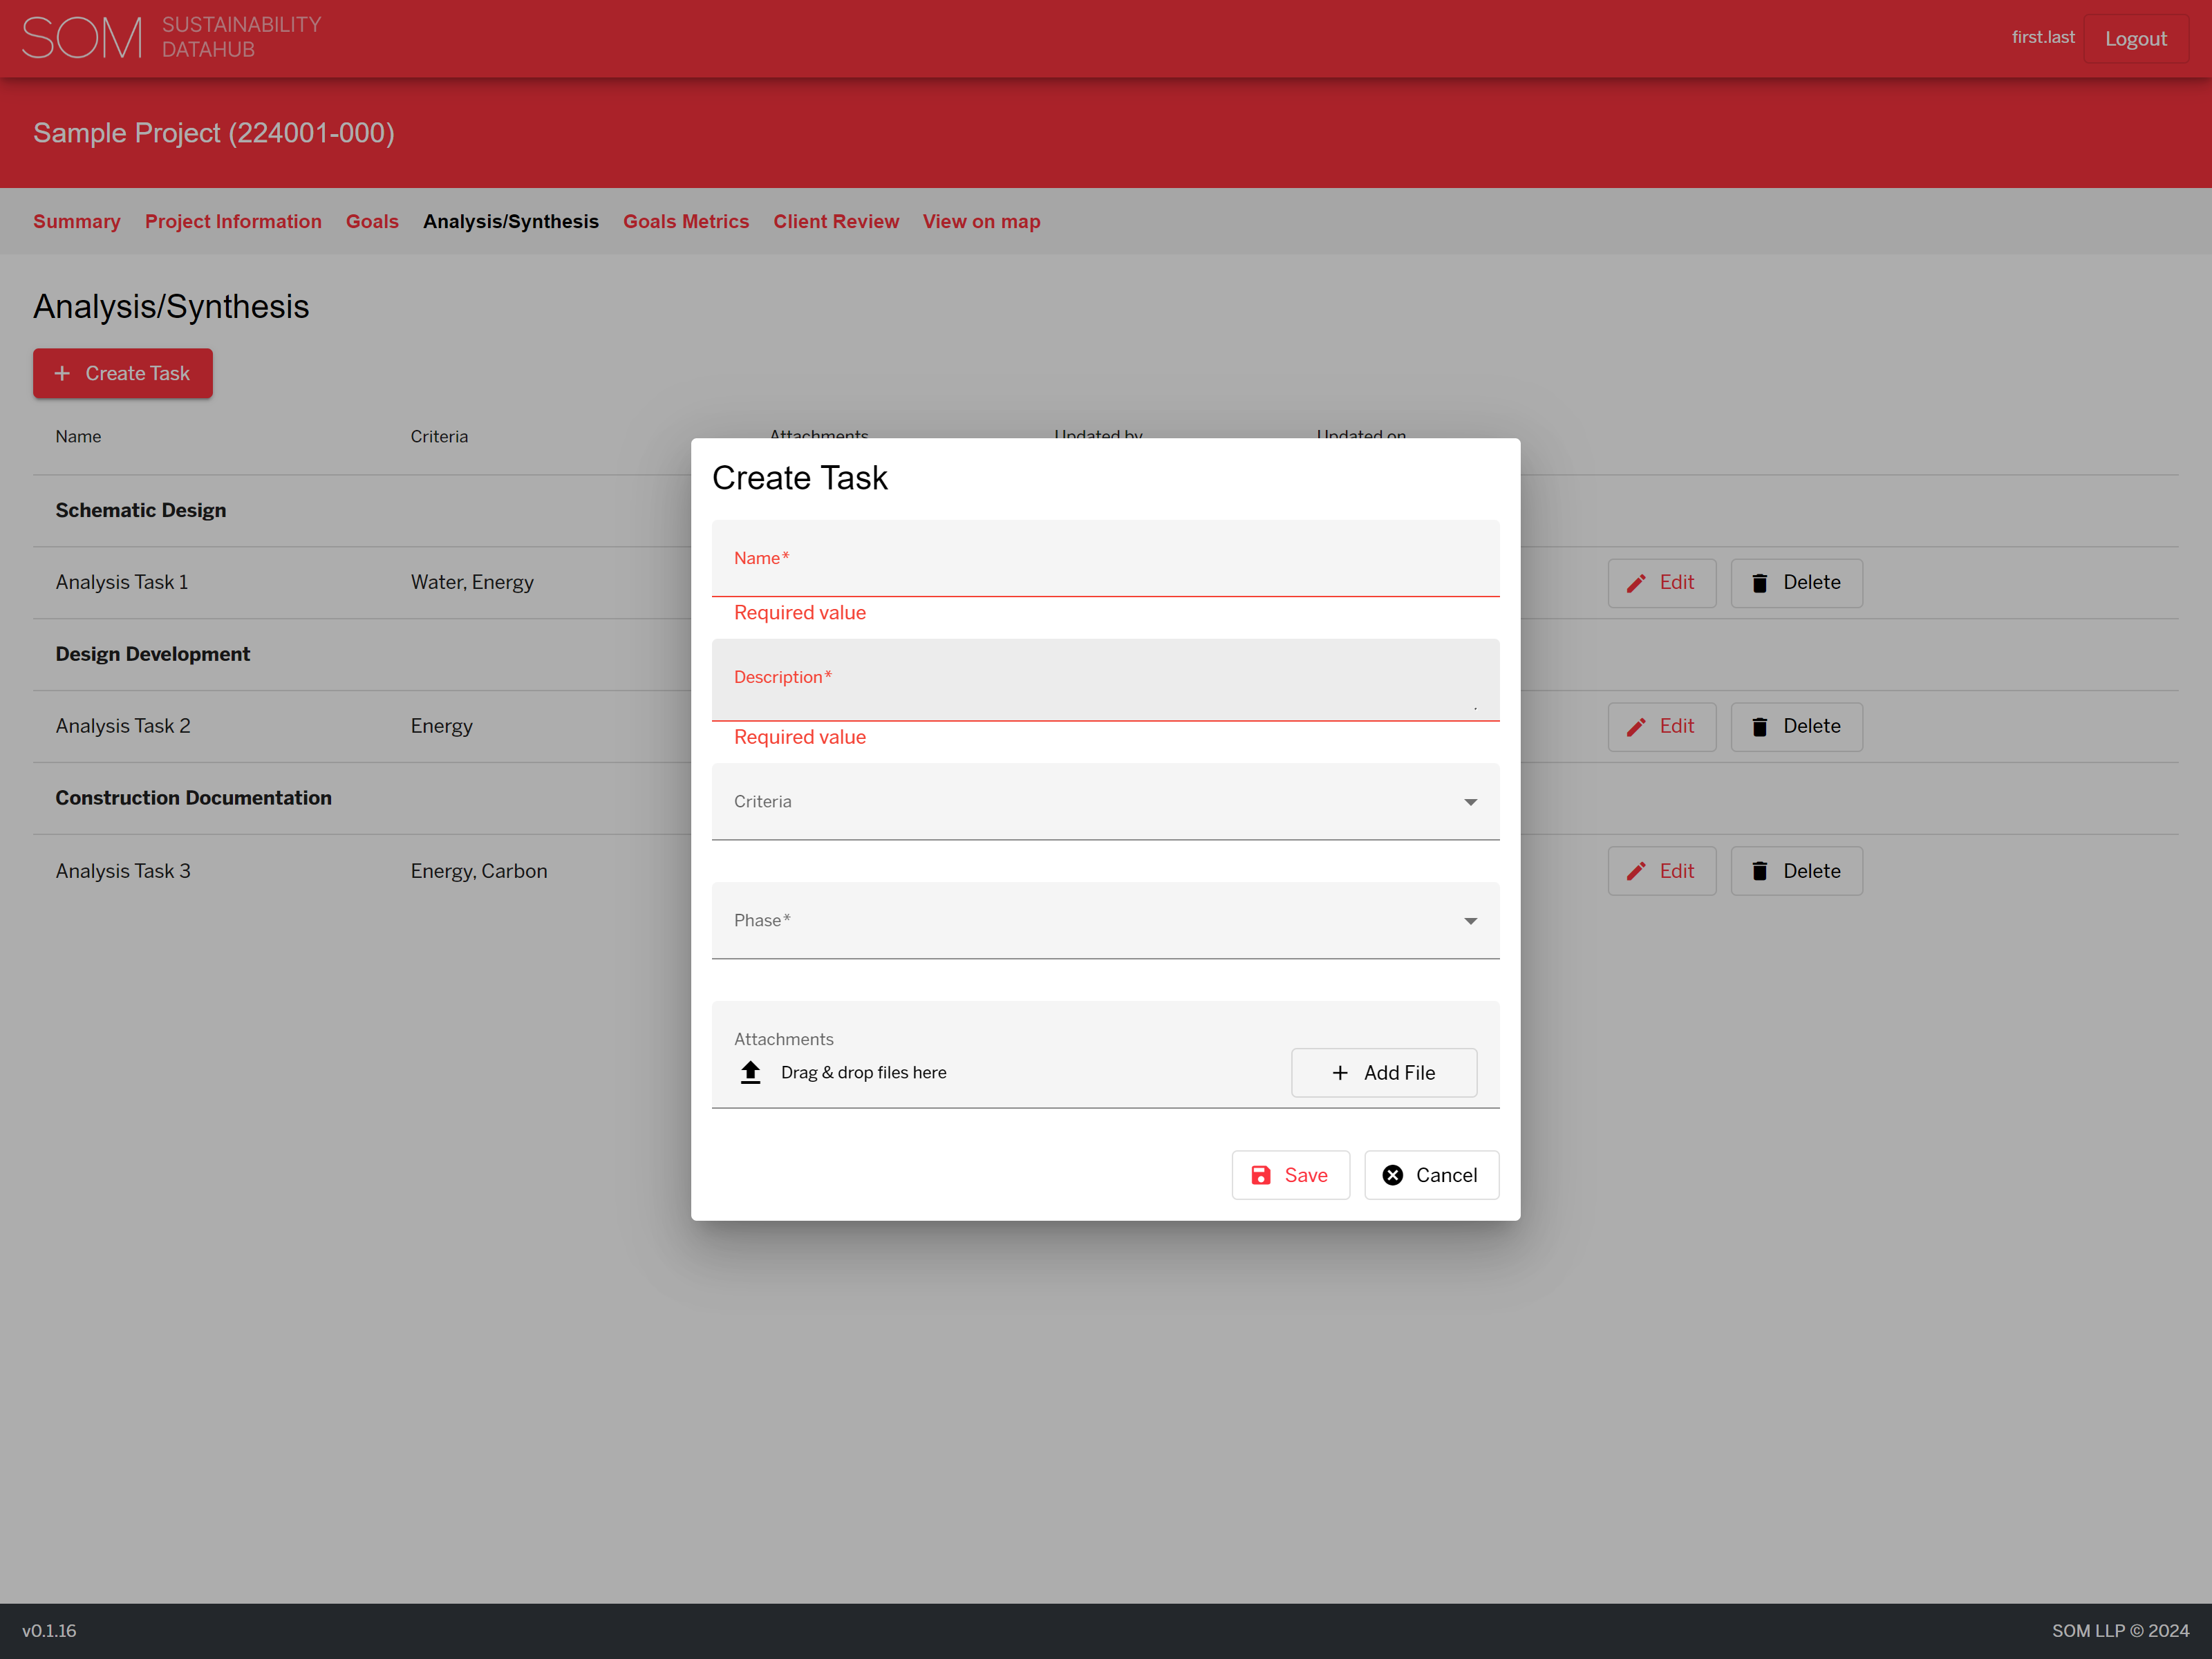 SOM SUSTAINABILITY
DATAHUB
first.last Logout
Sample Project (224001-000)
Summary Project Information Goals Analysis/Synthesis Goals Metrics Client Review View on map
Analysis/Synthesis
+ Create Task
Name Criteria Attachments Updated by Updated on
Schematic Design
Analysis Task 1 Water, Energy Edit Delete
Design Development
Analysis Task 2 Energy Edit Delete
Construction Documentation
Analysis Task 3 Energy, Carbon Edit Delete
Create Task
Name*
Required value
Description*
Required value
Criteria
Phase*
Attachments
Drag & drop files here + Add File
Save Cancel
v0.1.16 SOM LLP © 2024